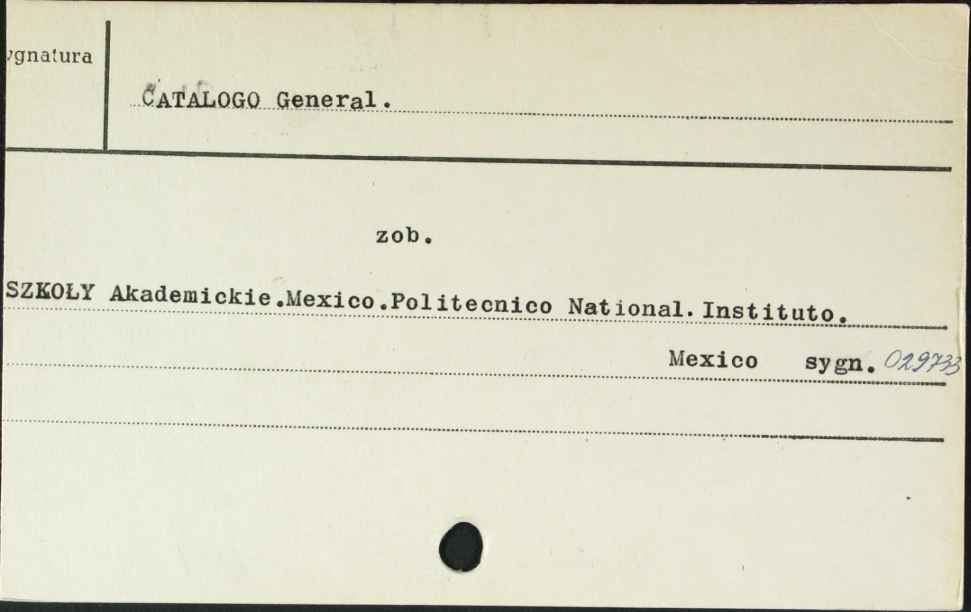 ygnatura
CATALOGO General.
zob.
SZKOŁY Akademickie.Mexico.Politecnico National.Instituto.
Mexico sygn. 029733